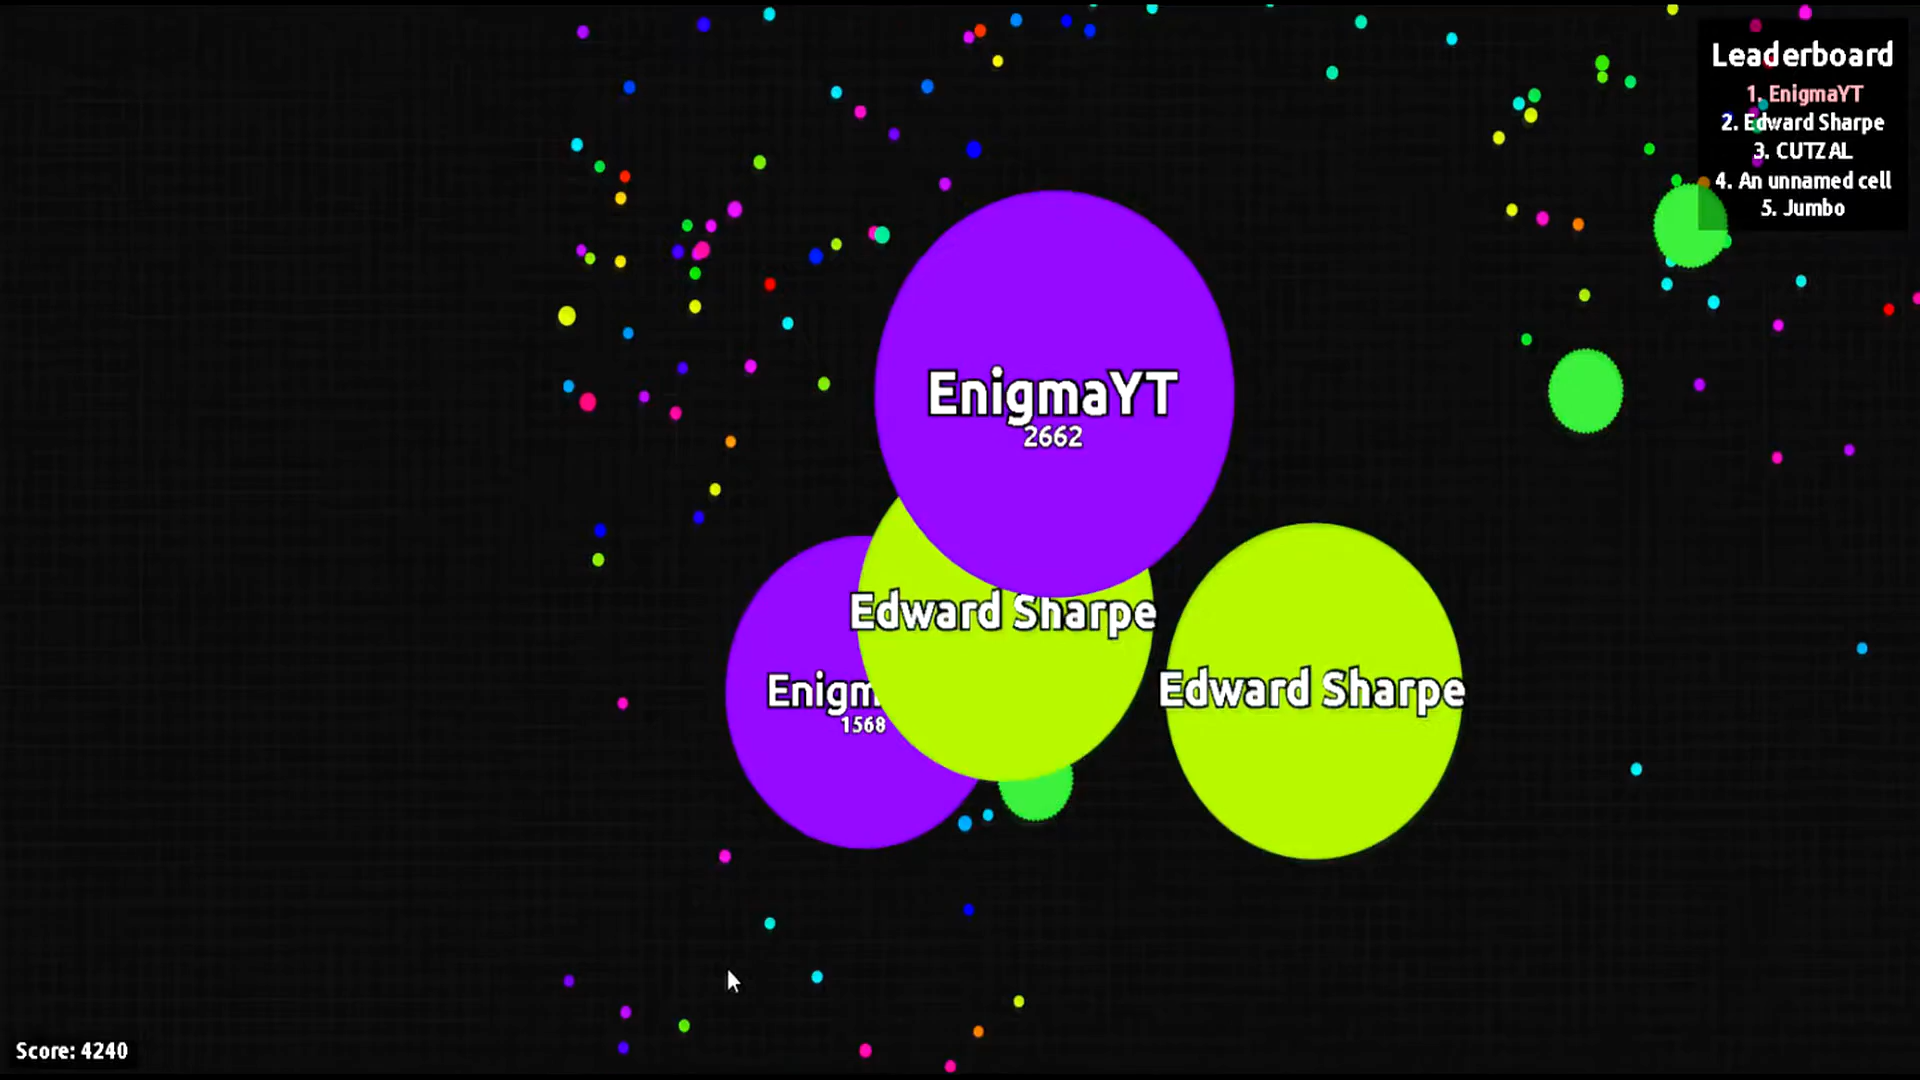 Leaderboard
1. EnigmaYT
2. Edward Sharpe
3. CUTZ AL
4. An unnamed cell
5. Jumbo
EnigmaYT
2662
Edward Sharpe
Enigm
1568
Edward Sharpe
Score: 4240